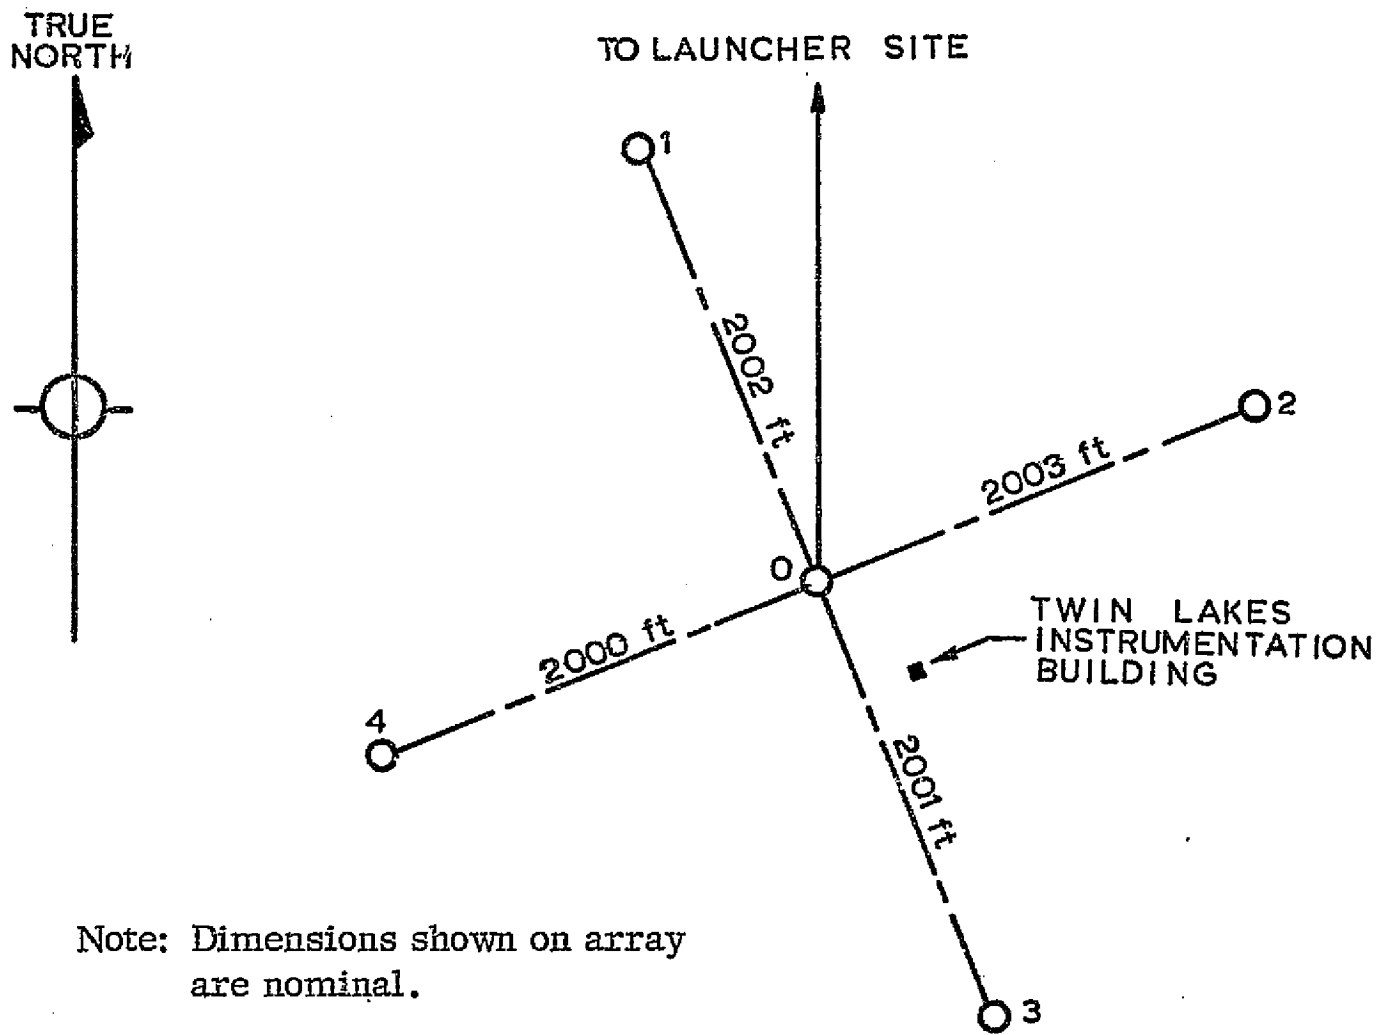 TRUE
NORTH
TO LAUNCHER SITE
1
2002 ft
2
2003 ft
0
TWIN LAKES
INSTRUMENTATION
BUILDING
2000 ft
4
2001 ft
Note: Dimensions shown on array
are nominal.
3